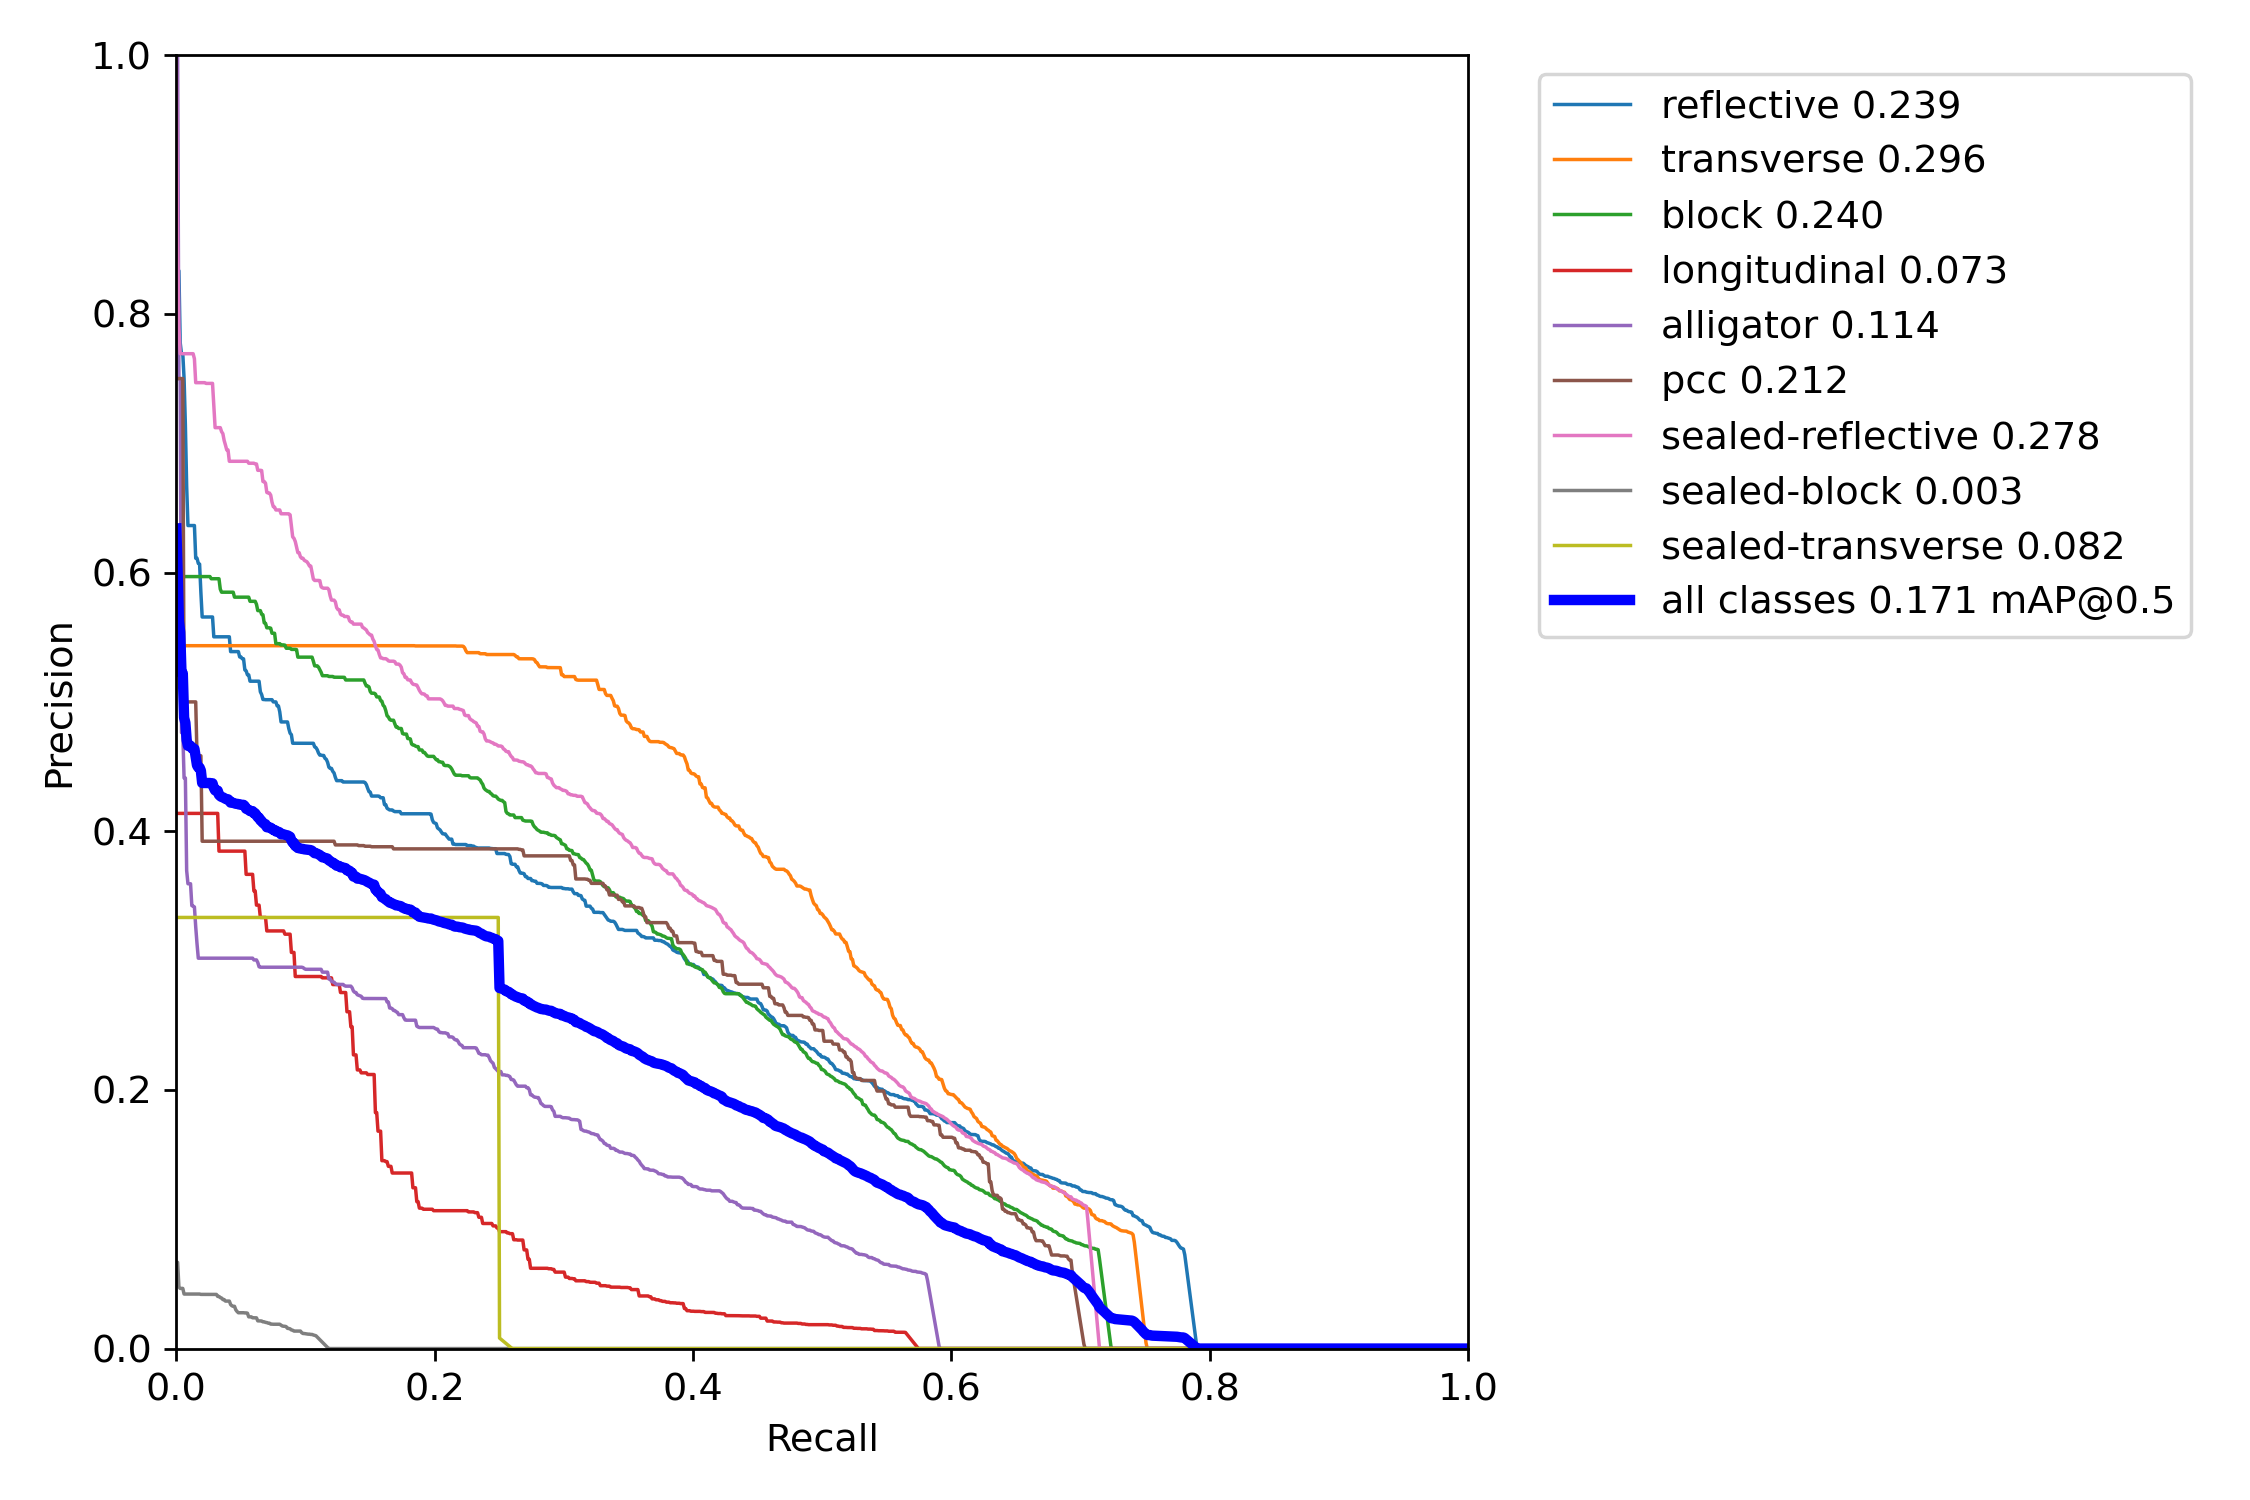 1.0
0.8
0.6
0.4
0.2
0.0
Precision
0.0 0.2 0.4 0.6 0.8 1.0
Recall
reflective 0.239
transverse 0.296
block 0.240
longitudinal 0.073
alligator 0.114
pcc 0.212
sealed-reflective 0.278
sealed-block 0.003
sealed-transverse 0.082
all classes 0.171 mAP@0.5